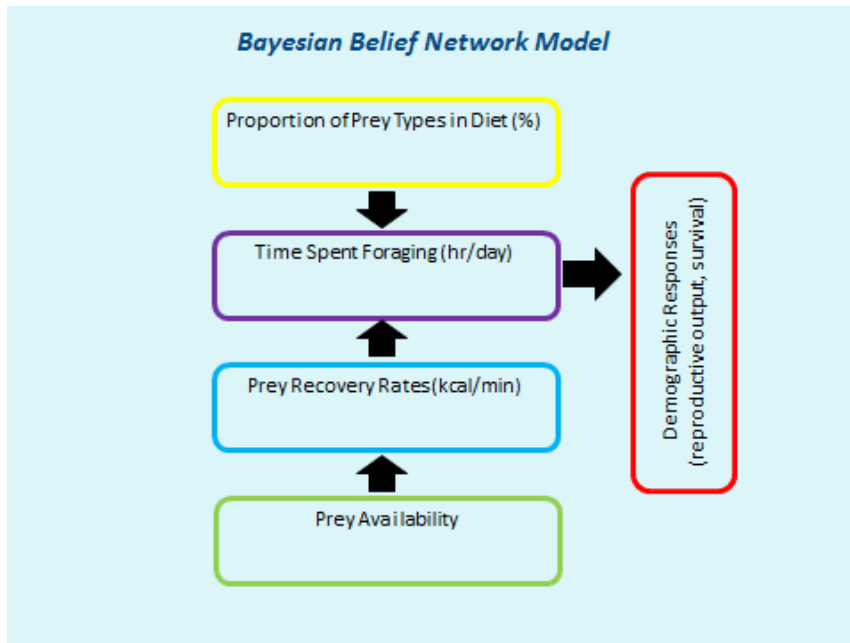 Bayesian Belief Network Model
Proportion of Prey Types in Diet (%)
Time Spent Foraging (hr/day)
Prey Recovery Rates(kcal/min)
Prey Availability
Demographic Responses
(reproductive output, survival)